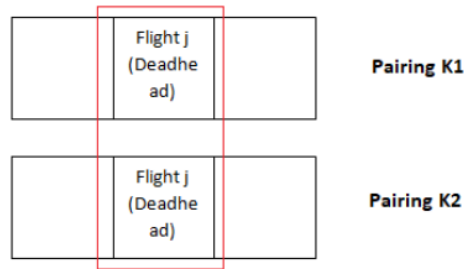 Flight j
(Deadhe
ad)
Pairing K1
Flight j
(Deadhe
ad)
Pairing K2